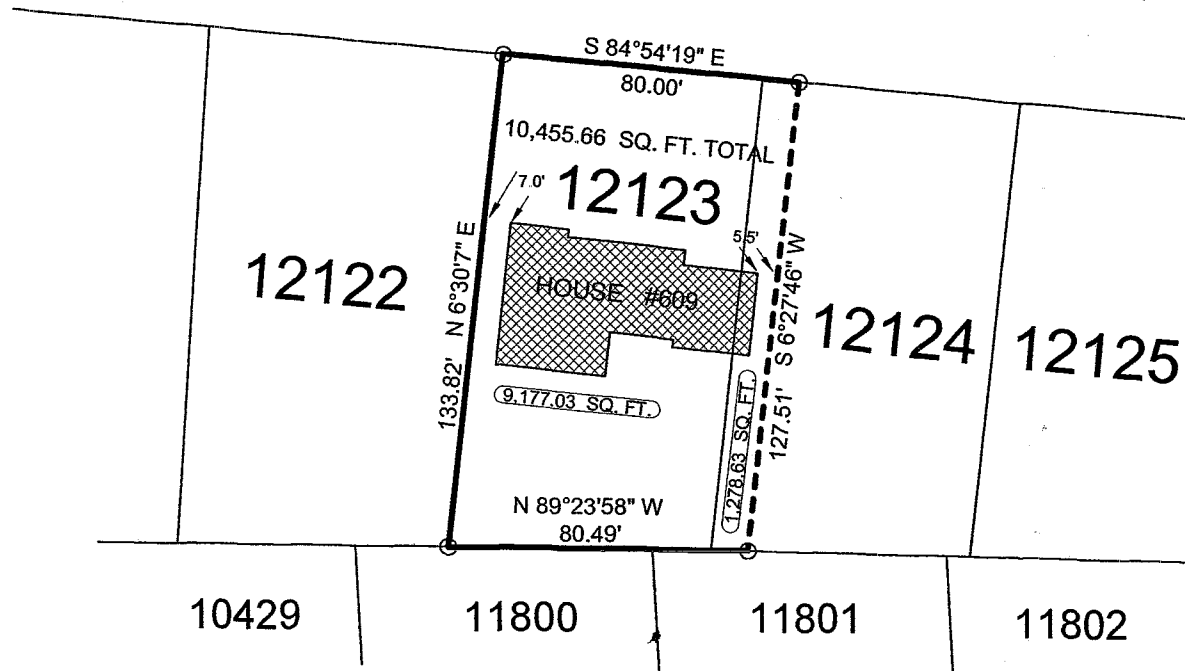 S 84°54'19" E
80.00'
10,455.66 SQ. FT. TOTAL
7.0'
12123
5.5'
12122
133.82' N 6°30'7" E
HOUSE #609
127.51' S 6°27'46" W
12124
12125
9,177.03 SQ. FT.
1,278.63 SQ. FT.
N 89°23'58" W
80.49'
10429
11800
11801
11802